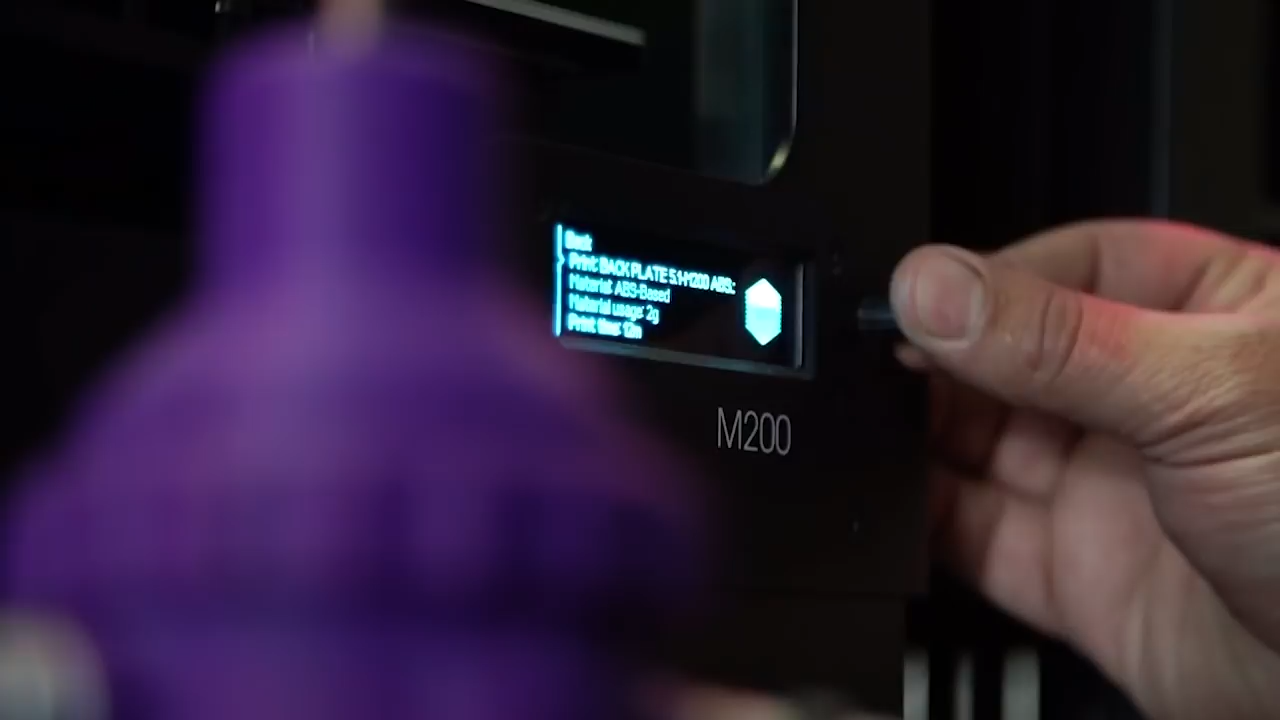 Back
Print: BACK PLATE 5.1-M200 ABS.:
Material: ABS-Based
Material usage: 2g
Print time: 12m
M200